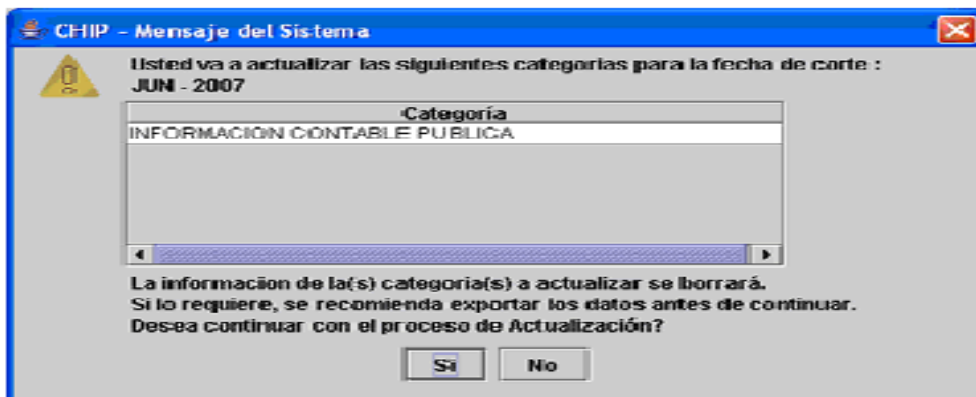 CHIP - Mensaje del Sistema
Usted va a actualizar las siguientes categorias para la fecha de corte :
JUN - 2007
Categoría
INFORMACION CONTABLE PUBLICA
La informacion de la(s) categoria(s) a actualizar se borrará.
Si lo requiere, se recomienda exportar los datos antes de continuar.
Desea continuar con el proceso de Actualización?
Si No